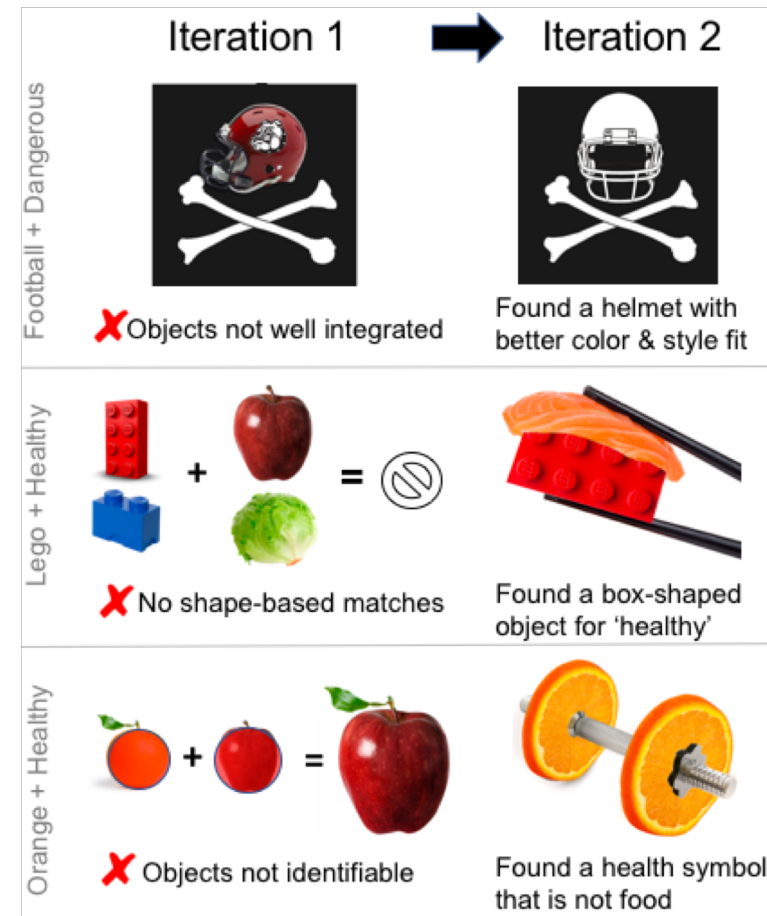 Iteration 1
Iteration 2
Football + Dangerous
✘Objects not well integrated
Found a helmet with
better color & style fit
Lego + Healthy
+
=
✘ No shape-based matches
Found a box-shaped
object for ‘healthy’
Orange + Healthy
+
=
✘ Objects not identifiable
Found a health symbol
that is not food